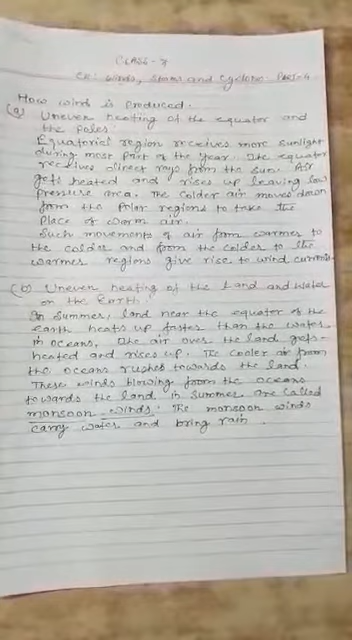 CLASS-7
CH: Winds, Storms and Cyclone - PART-4
How wind is produced.
(a) Uneven heating of the equator and
the poles:
Equatorial region receives more sunlight
during most part of the year. The equator
receives direct rays from the sun. Air
gets heated and rises up leaving low
pressure area. The colder air moves down
from the Polar regions to take the
place of warm air.
Such movements of air from warmer to
the colder and from the colder to the
warmer regions give rise to wind current
(b) Uneven heating of the Land and Water
on the Earth:
In summer, land near the equator of the
earth heats up faster than the water
in oceans. The air over the land gets
heated and rises up. The cooler air from
the oceans rushes towards the land.
These winds blowing from the oceans
towards the land in summer are called
monsoon winds. The monsoon winds
carry water and bring rain.